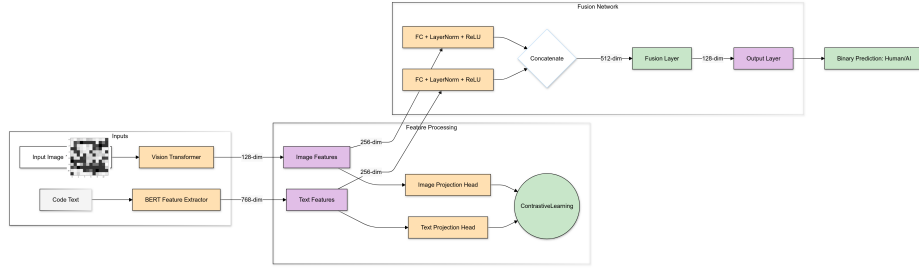 Fusion Network
FC + LayerNorm + ReLU
Concatenate
512-dim
Fusion Layer
128-dim
Output Layer
Binary Prediction: Human/AI
FC + LayerNorm + ReLU
Inputs
Input Image
Vision Transformer
128-dim
Code Text
BERT Feature Extractor
768-dim
Feature Processing
256-dim
Image Features
256-dim
Image Projection Head
Text Features
ContrastiveLearning
Text Projection Head